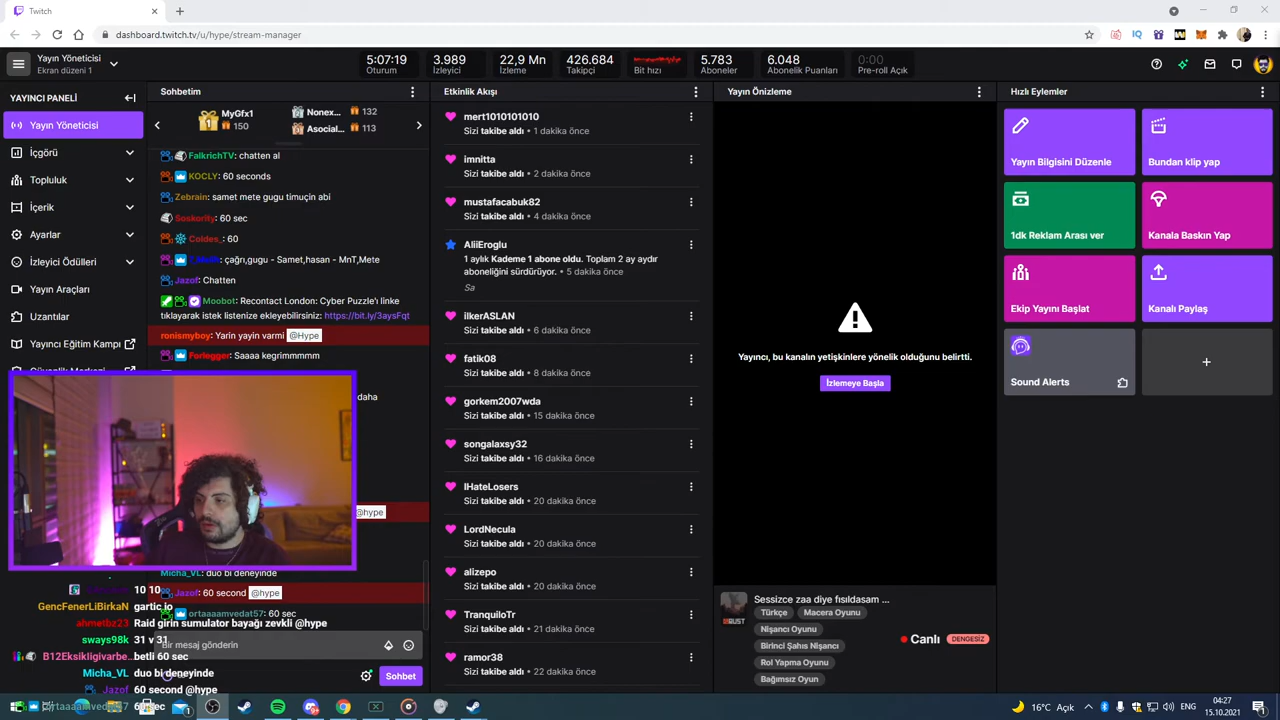 Twitch
dashboard.twitch.tv/u/hype/stream-manager
Yayın Yöneticisi
Ekran düzeni 1
5:07:19
Oturum
3,989
İzleyici
22,9 Mn
İzleme
426.684
Takipçi
Bit hızı
5.783
Aboneler
6.048
Abonelik Puanları
0:00
Pre-roll Açık
YAYINCI PANELİ
Yayın Yöneticisi
İçgörü
Topluluk
İçerik
Ayarlar
İzleyici Ödülleri
Yayın Araçları
Uzantılar
Yayıncı Eğitim Kampı
Güvenlik Merkezi
Sohbetim
MyGfx1
150
Nonex... 132
Asocial... 113
FalkrichTV: chatten al
KOCLY: 60 seconds
Zebrain: samet mete gugu timuçin abi
Soskority: 60 sec
Coldes_: 60
çağrı,gugu - Samet,hasan - MnT,Mete
Jazof: Chatten
Moobot: Recontact London: Cyber Puzzle'ı linke
tıklayarak istek listenize ekleyebilirsiniz: https://bit.ly/3aysFqt
ronismyboy: Yarin yayin varmi @Hype
Forlegger: Saaaa kegrimmmmm
daha
@hype
Micha_VL: duo bi deneyinde
Jazof: 60 second @hype
ortaaaamvedat57: 60 sec
Bir mesaj gönderin
Sohbet
10 10
GencFenerLiBirkaN gartic.io
ahmetbz23 Raid girin sumulator bayağı zevkli @hype
sways98k 31 v 31
B12Eksikligivarbe... betli 60 sec
Micha_VL duo bi deneyinde
Jazof 60 second @hype
ortaaaamvedat57 60 sec
Etkinlik Akışı
mert1010101010
Sizi takibe aldı • 1 dakika önce
imnitta
Sizi takibe aldı • 2 dakika önce
mustafacabuk82
Sizi takibe aldı • 4 dakika önce
AliiEroglu
1 aylık Kademe 1 abone oldu. Toplam 2 ay aydır
aboneliğini sürdürüyor. • 5 dakika önce
Sa
ilkerASLAN
Sizi takibe aldı • 6 dakika önce
fatik08
Sizi takibe aldı • 8 dakika önce
gorkem2007wda
Sizi takibe aldı • 15 dakika önce
songalaxsy32
Sizi takibe aldı • 16 dakika önce
IHateLosers
Sizi takibe aldı • 20 dakika önce
LordNecula
Sizi takibe aldı • 20 dakika önce
alizepo
Sizi takibe aldı • 20 dakika önce
TranquiloTr
Sizi takibe aldı • 21 dakika önce
ramor38
Sizi takibe aldı • 22 dakika önce
Yayın Önizleme
Yayıncı, bu kanalın yetişkinlere yönelik olduğunu belirtti.
İzlemeye Başla
RUST
Sessizce zaa diye fısıldasam ...
Türkçe
Macera Oyunu
Nişancı Oyunu
Birinci Şahıs Nişancı
Rol Yapma Oyunu
Bağımsız Oyun
Canlı
DENGESİZ
Hızlı Eylemler
Yayın Bilgisini Düzenle
Bundan klip yap
1dk Reklam Arası ver
Kanala Baskın Yap
Ekip Yayını Başlat
Kanalı Paylaş
Sound Alerts
16°C Açık
04:27
15.10.2021